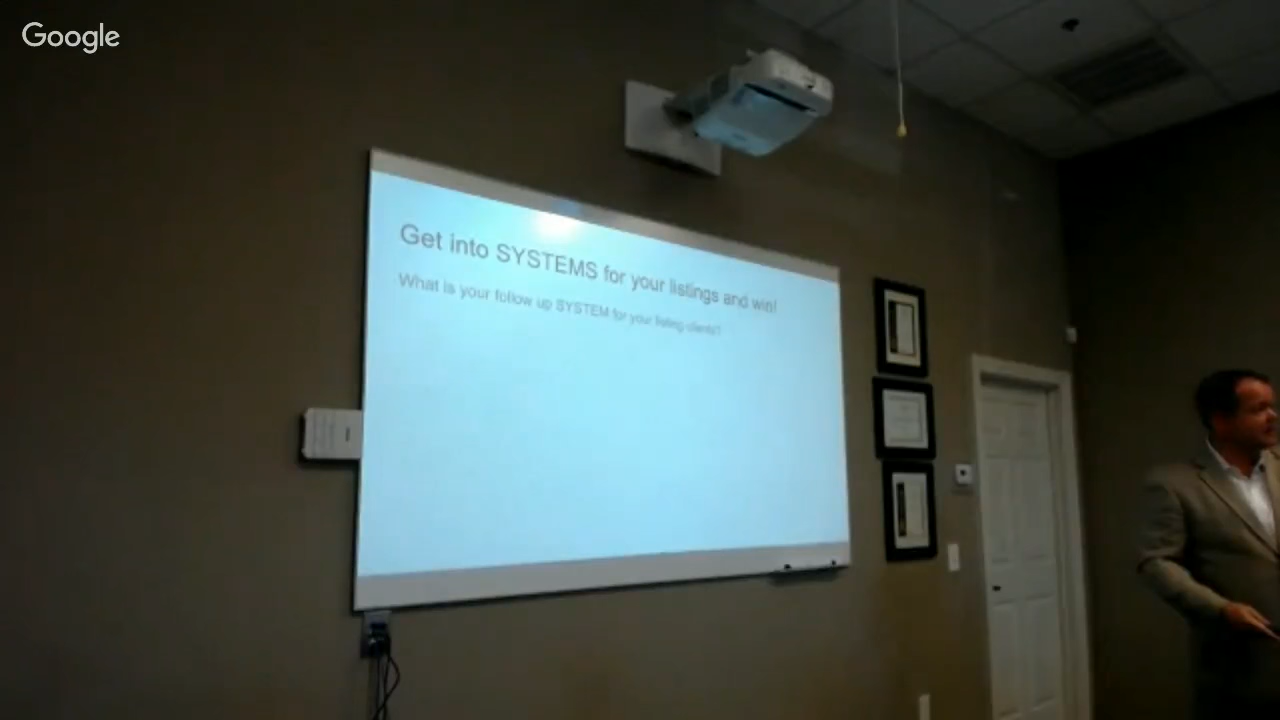 Google
Get into SYSTEMS for your listings and win!
What is your follow up SYSTEM for your listing clients?